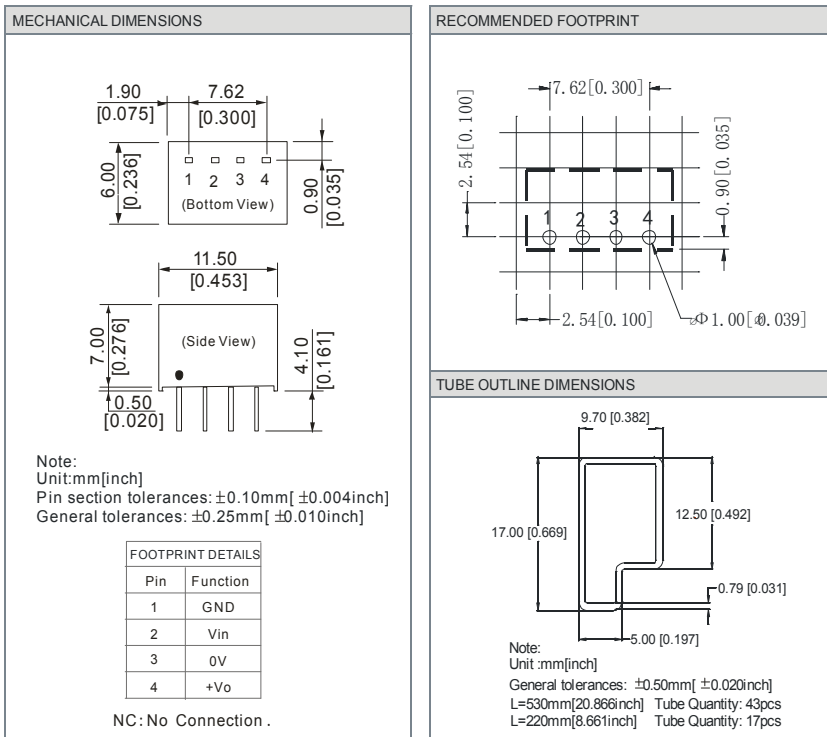 MECHANICAL DIMENSIONS
1.90
[0.075]
7.62
[0.300]
6.00
[0.236]
1 2 3 4
(Bottom View)
0.90
[0.035]
11.50
[0.453]
7.00
[0.276]
(Side View)
4.10
[0.161]
0.50
[0.020]
Note:
Unit:mm[inch]
Pin section tolerances:±0.10mm[ ±0.004inch]
General tolerances: ±0.25mm[ ±0.010inch]
FOOTPRINT DETAILS
Pin Function
1 GND
2 Vin
3 0V
4 +Vo
NC:No Connection .
RECOMMENDED FOOTPRINT
7.62[0.300]
2.54[0.100]
0.90[0.035]
1 2 3 4
2.54[0.100]
⌀Φ1.00[⌀0.039]
TUBE OUTLINE DIMENSIONS
9.70 [0.382]
17.00 [0.669]
12.50 [0.492]
0.79 [0.031]
5.00 [0.197]
Note:
Unit :mm[inch]
General tolerances: ±0.50mm[ ±0.020inch]
L=530mm[20.866inch] Tube Quantity: 43pcs
L=220mm[8.661inch] Tube Quantity: 17pcs